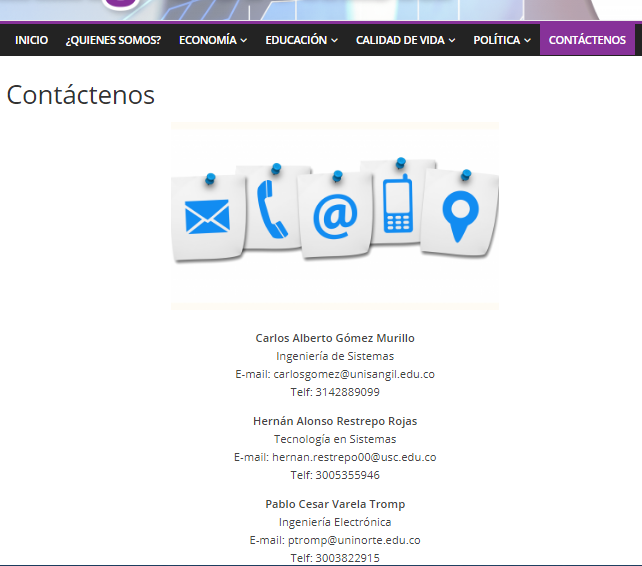 INICIO ¿QUIENES SOMOS? ECONOMÍA EDUCACIÓN CALIDAD DE VIDA POLÍTICA CONTÁCTENOS
Contáctenos
@
Carlos Alberto Gómez Murillo
Ingeniería de Sistemas
E-mail: carlosgomez@unisangil.edu.co
Telf: 3142889099
Hernán Alonso Restrepo Rojas
Tecnología en Sistemas
E-mail: hernan.restrepo00@usc.edu.co
Telf: 3005355946
Pablo Cesar Varela Tromp
Ingeniería Electrónica
E-mail: ptromp@uninorte.edu.co
Telf: 3003822915